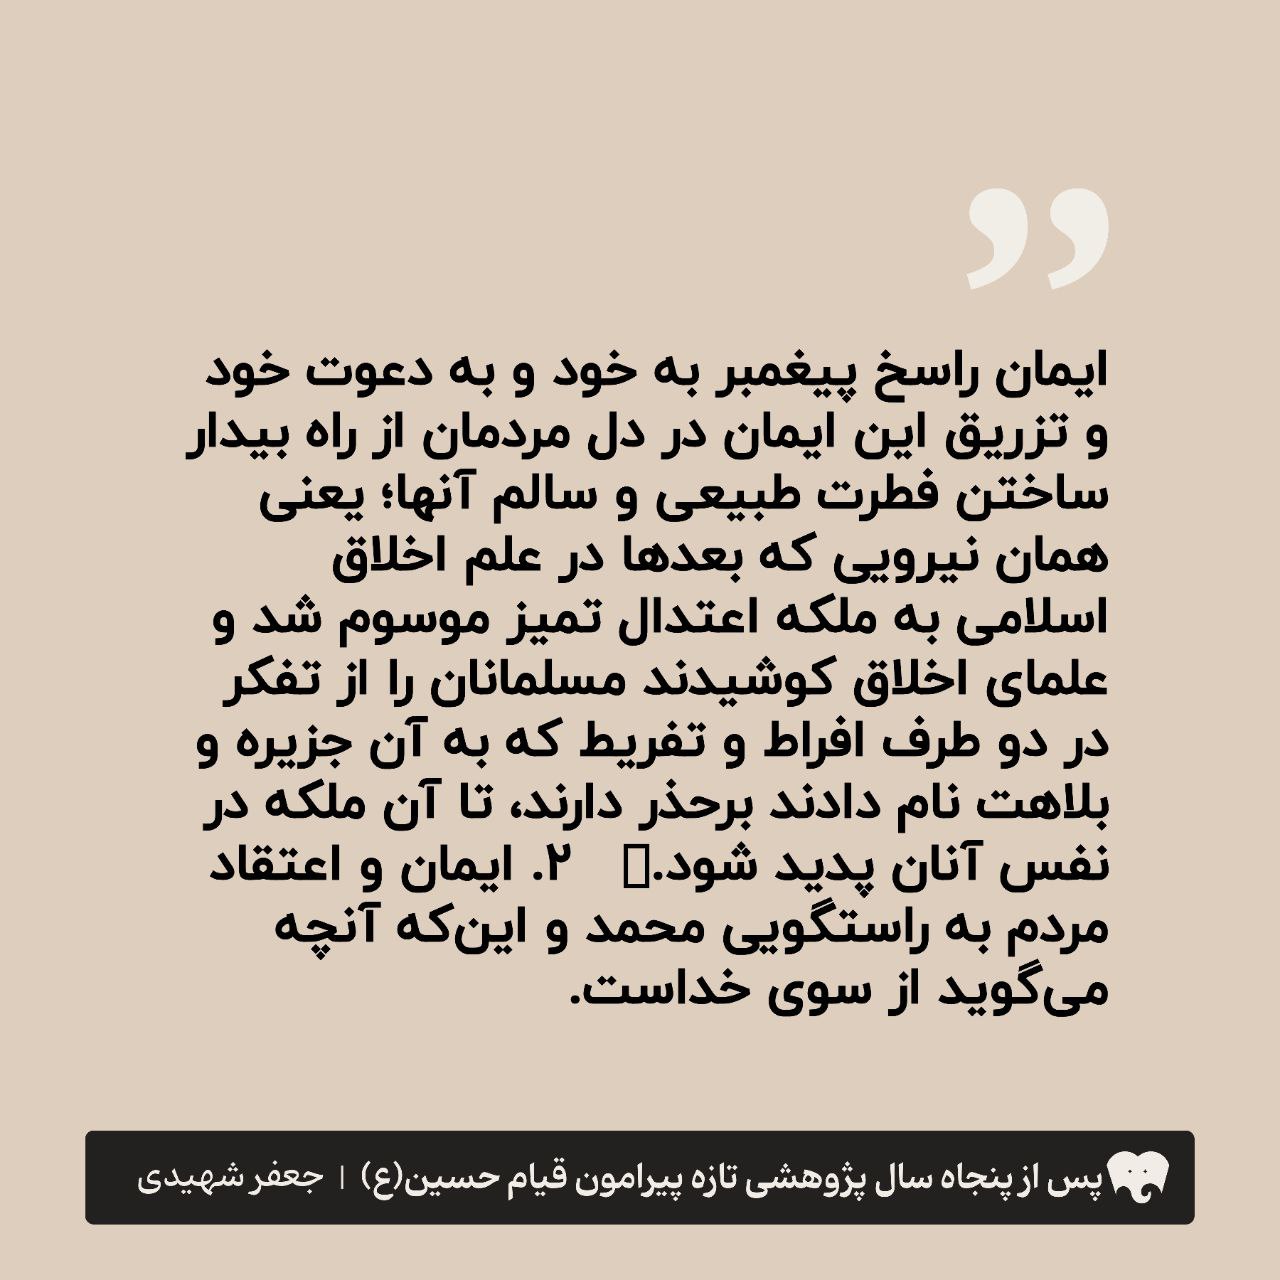 ”
ایمان راسخ پیغمبر به خود و به دعوت خود
و تزریق این ایمان در دل مردمان از راه بیدار
ساختن فطرت طبیعی و سالم آنها؛ یعنی
همان نیرویی که بعدها در علم اخلاق
اسلامی به ملکه اعتدال تمیز موسوم شد و
علمای اخلاق کوشیدند مسلمانان را از تفکر
در دو طرف افراط و تفریط که به آن جزیره و
بلاهت نام دادند برحذر دارند، تا آن ملکه در
نفس آنان پدید شود. ۲. ایمان و اعتقاد
مردم به راستگویی محمد و این‌که آنچه
می‌گوید از سوی خداست.
پس از پنجاه سال پژوهشی تازه پیرامون قیام حسین(ع) | جعفر شهیدی